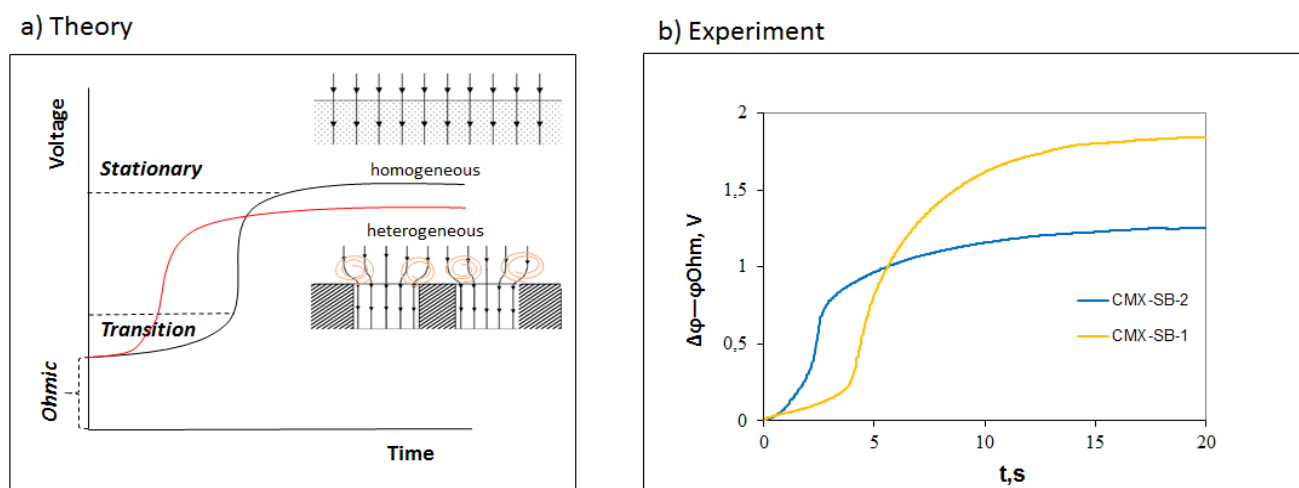 a) Theory
Voltage
Stationary
homogeneous
heterogeneous
Transition
Ohmic
Time
b) Experiment
Δφ—φOhm, V
2
1,5
1
0,5
0
0
5
10
15
20
CMX-SB-2
CMX-SB-1
t,s